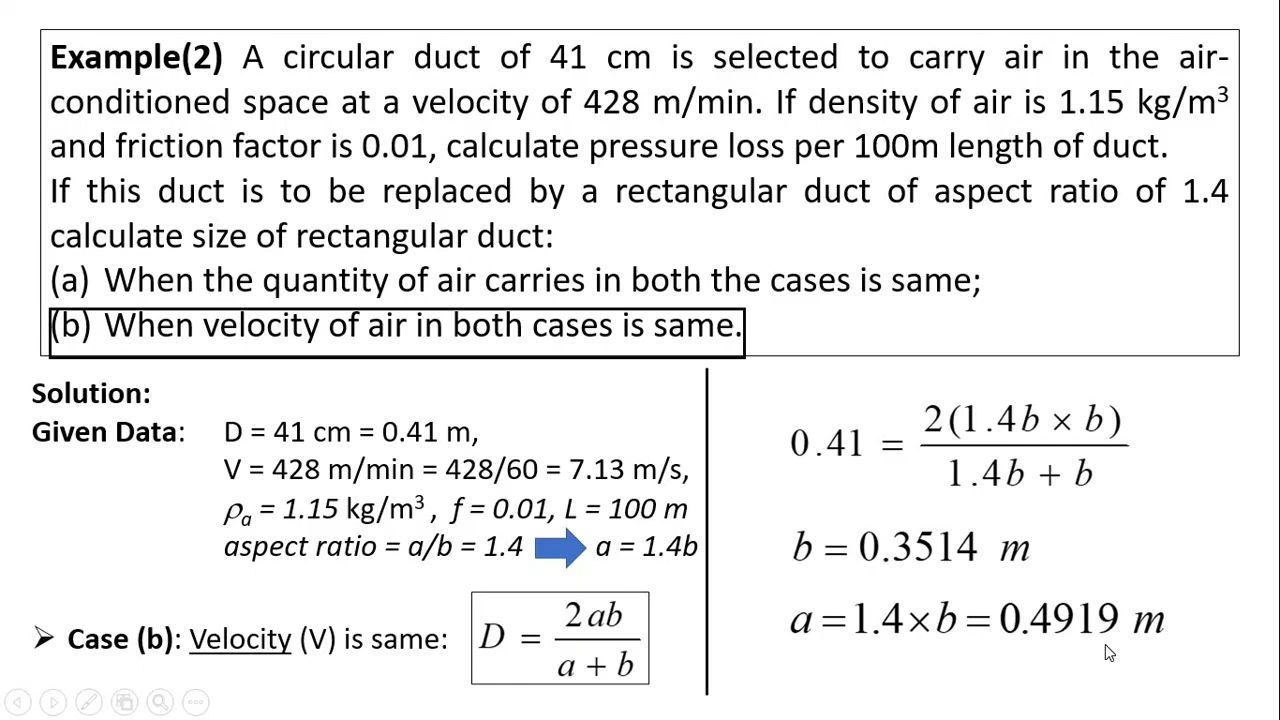 Example(2) A circular duct of 41 cm is selected to carry air in the air-
conditioned space at a velocity of 428 m/min. If density of air is 1.15 kg/m³
and friction factor is 0.01, calculate pressure loss per 100m length of duct.
If this duct is to be replaced by a rectangular duct of aspect ratio of 1.4
calculate size of rectangular duct:
(a) When the quantity of air carries in both the cases is same;
(b) When velocity of air in both cases is same.
Solution:
Given Data: D = 41 cm = 0.41 m,
V = 428 m/min = 428/60 = 7.13 m/s,
ρₐ = 1.15 kg/m³ , f = 0.01, L = 100 m
aspect ratio = a/b = 1.4 a = 1.4b
➢ Case (b): Velocity (V) is same: D = 2ab / (a + b)
0.41 = 2(1.4b × b) / (1.4b + b)
b = 0.3514 m
a = 1.4 × b = 0.4919 m